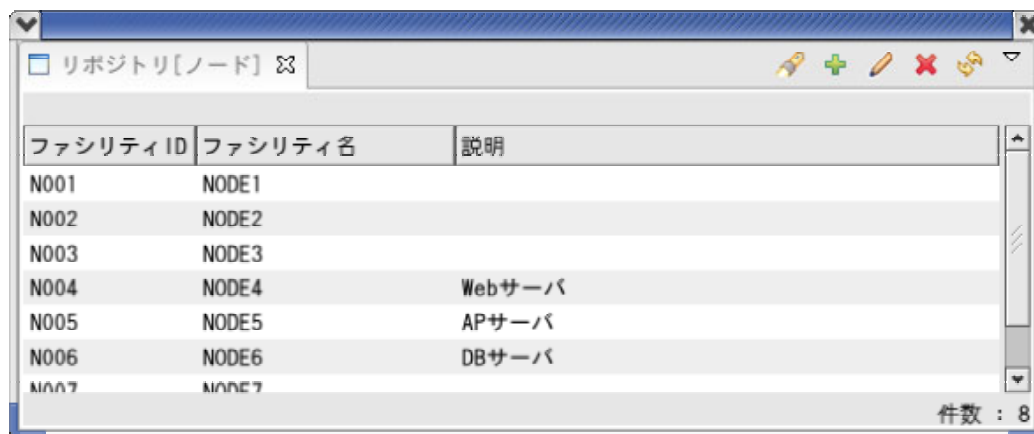 リポジトリ[ノード]
ファシリティID ファシリティ名 説明
N001 NODE1
N002 NODE2
N003 NODE3
N004 NODE4 Webサーバ
N005 NODE5 APサーバ
N006 NODE6 DBサーバ
N007 NODE7
件数 : 8